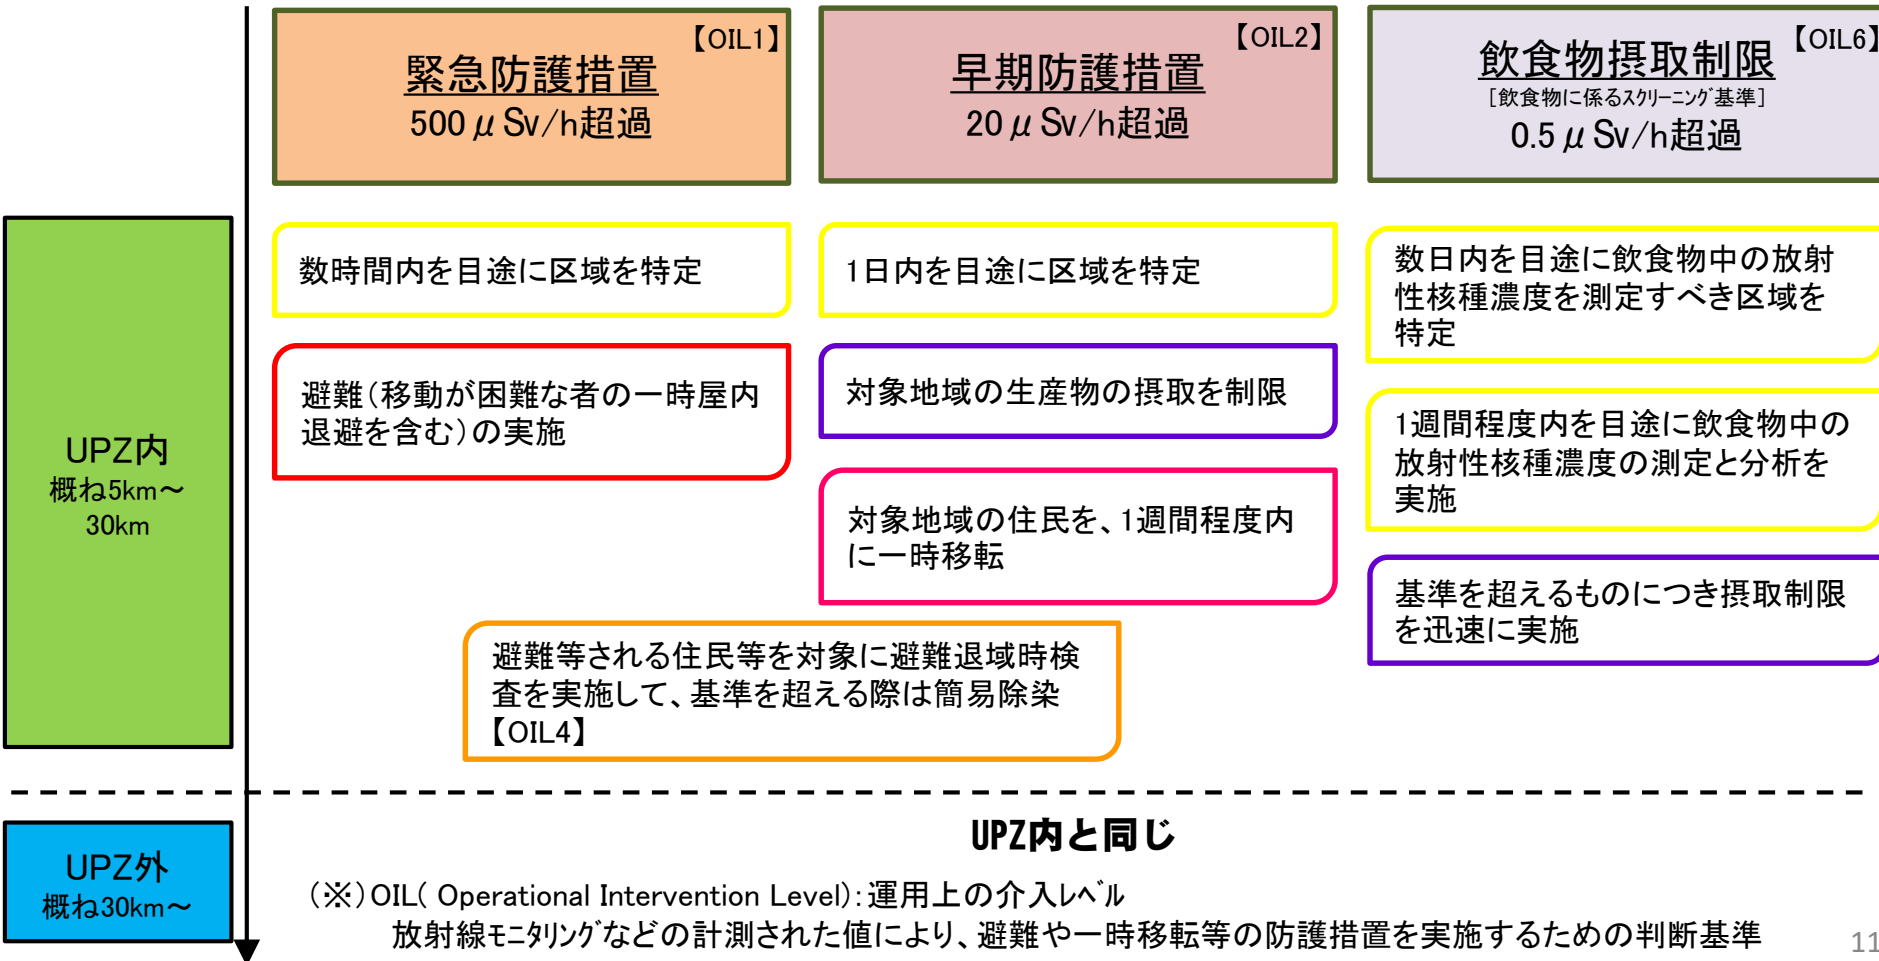 【OIL1】
緊急防護措置
500μSv/h超過
【OIL2】
早期防護措置
20μSv/h超過
【OIL6】
飲食物摂取制限
[飲食物に係るｽｸﾘｰﾆﾝｸﾞ基準]
0.5μSv/h超過
UPZ内
概ね5km～
30km
数時間内を目途に区域を特定
避難(移動が困難な者の一時屋内
退避を含む)の実施
1日内を目途に区域を特定
対象地域の生産物の摂取を制限
対象地域の住民を、1週間程度内
に一時移転
避難等される住民等を対象に避難退域時検
査を実施して、基準を超える際は簡易除染
【OIL4】
数日内を目途に飲食物中の放射
性核種濃度を測定すべき区域を
特定
1週間程度内を目途に飲食物中の
放射性核種濃度の測定と分析を
実施
基準を超えるものにつき摂取制限
を迅速に実施
UPZ外
概ね30km～
UPZ内と同じ
(※)OIL( Operational Intervention Level):運用上の介入ﾚﾍﾞﾙ
放射線ﾓﾆﾀﾘﾝｸﾞなどの計測された値により、避難や一時移転等の防護措置を実施するための判断基準
11